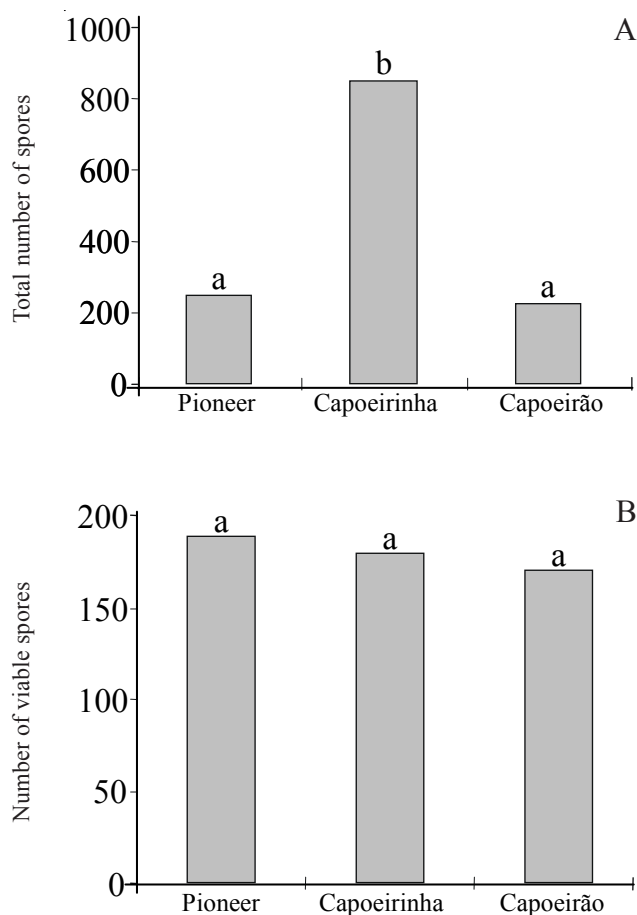 A
Total number of spores
1000
800
600
400
200
0
a
b
a
Pioneer Capoeirinha Capoeirão
B
Number of viable spores
200
150
100
50
0
a
a
a
Pioneer Capoeirinha Capoeirão